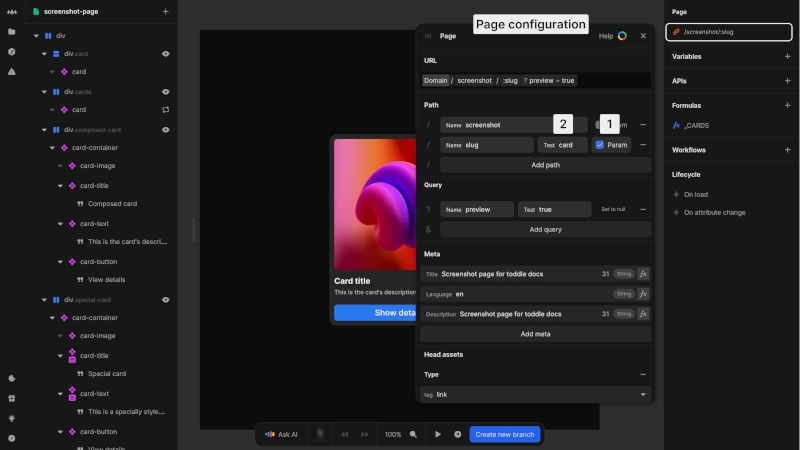 screenshot-page
div
div:card
card
div:cards
card
div:composed-card
card-container
card-image
card-title
Composed card
card-text
This is the card's descri...
card-button
View details
div:special-card
card-container
card-image
card-title
Special card
card-text
This is a specially style...
card-button
View details
Card title
This is the card's description
Show deta
Page configuration
Page
Help
URL
Domain / screenshot / :slug ? preview = true
Path
/ Name screenshot 2 1
/ Name slug Test card Param
/ Add path
Query
? Name preview Test true Set to null
& Add query
Meta
Title Screenshot page for toddle docs 31 String fx
Language en fx
Description Screenshot page for toddle docs 31 String fx
Add meta
Head assets
Type
tag link
Ask AI
100%
Create new branch
Page
/screenshot/:slug
Variables
APIs
Formulas
fx _CARDS
Workflows
Lifecycle
On load
On attribute change